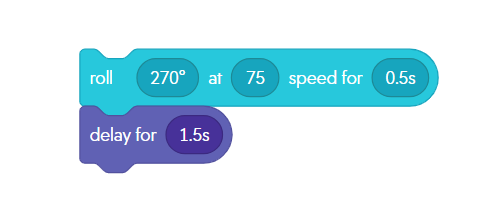 roll 270° at 75 speed for 0.5s
delay for 1.5s